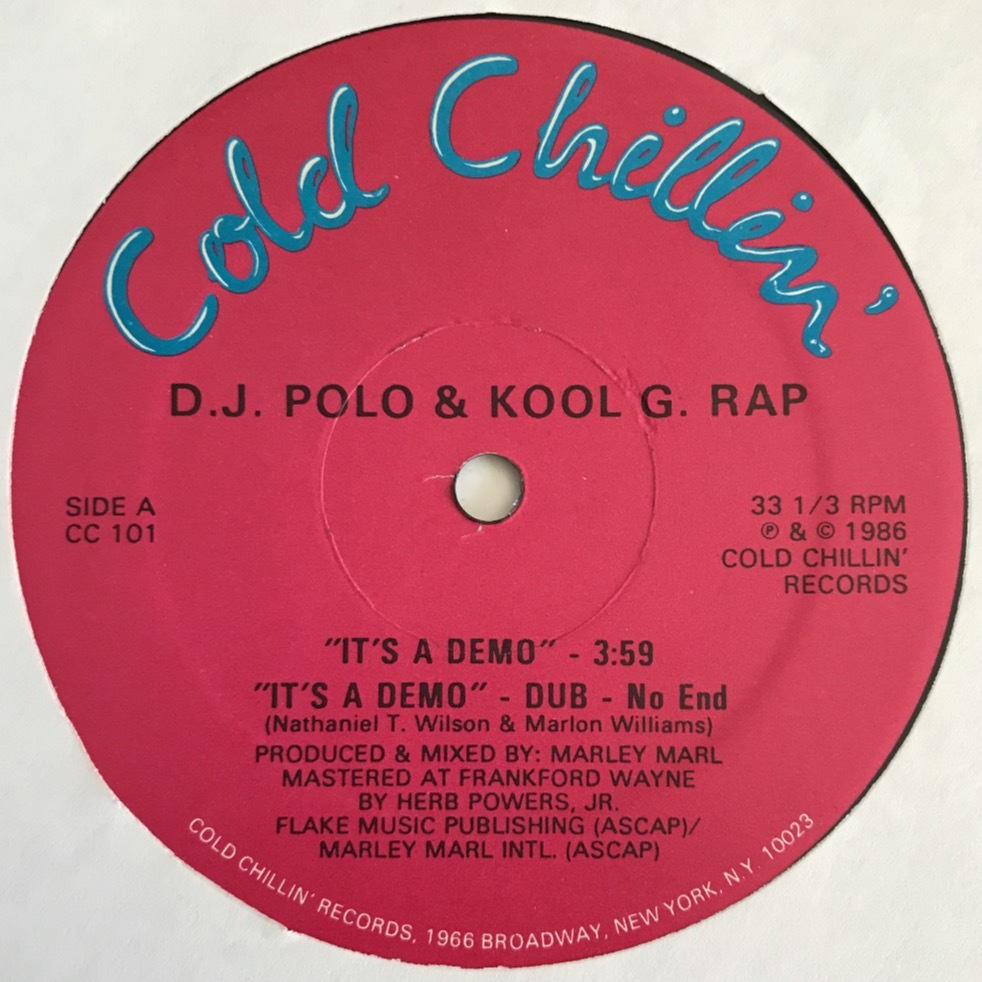 Cold Chillin'
D.J. POLO & KOOL G. RAP
SIDE A
CC 101
33 1/3 RPM
℗ & © 1986
COLD CHILLIN'
RECORDS
"IT'S A DEMO" - 3:59
"IT'S A DEMO" - DUB - No End
(Nathaniel T. Wilson & Marlon Williams)
PRODUCED & MIXED BY: MARLEY MARL
MASTERED AT FRANKFORD WAYNE
BY HERB POWERS, JR.
FLAKE MUSIC PUBLISHING (ASCAP)/
MARLEY MARL INTL. (ASCAP)
COLD CHILLIN' RECORDS, 1966 BROADWAY, NEW YORK, N.Y. 10023